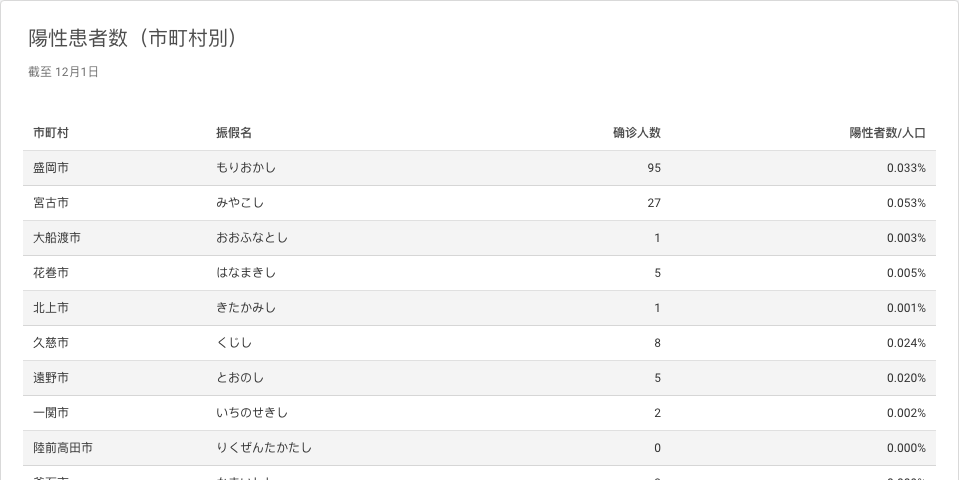 陽性患者数（市町村別）
截至 12月1日
市町村 振假名 确诊人数 陽性者数/人口
盛岡市 もりおかし 95 0.033%
宮古市 みやこし 27 0.053%
大船渡市 おおふなとし 1 0.003%
花巻市 はなまきし 5 0.005%
北上市 きたかみし 1 0.001%
久慈市 くじし 8 0.024%
遠野市 とおのし 5 0.020%
一関市 いちのせきし 2 0.002%
陸前高田市 りくぜんたかたし 0 0.000%